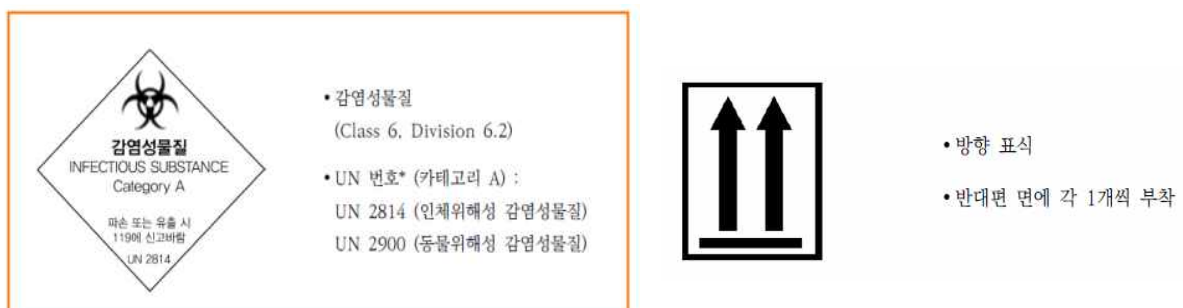 감염성물질
INFECTIOUS SUBSTANCE
Category A
파손 또는 유출 시
119에 신고바람
UN 2814
• 감염성물질
(Class 6, Division 6.2)
• UN 번호* (카테고리 A) :
UN 2814 (인체위해성 감염성물질)
UN 2900 (동물위해성 감염성물질)
• 방향 표식
• 반대편 면에 각 1개씩 부착